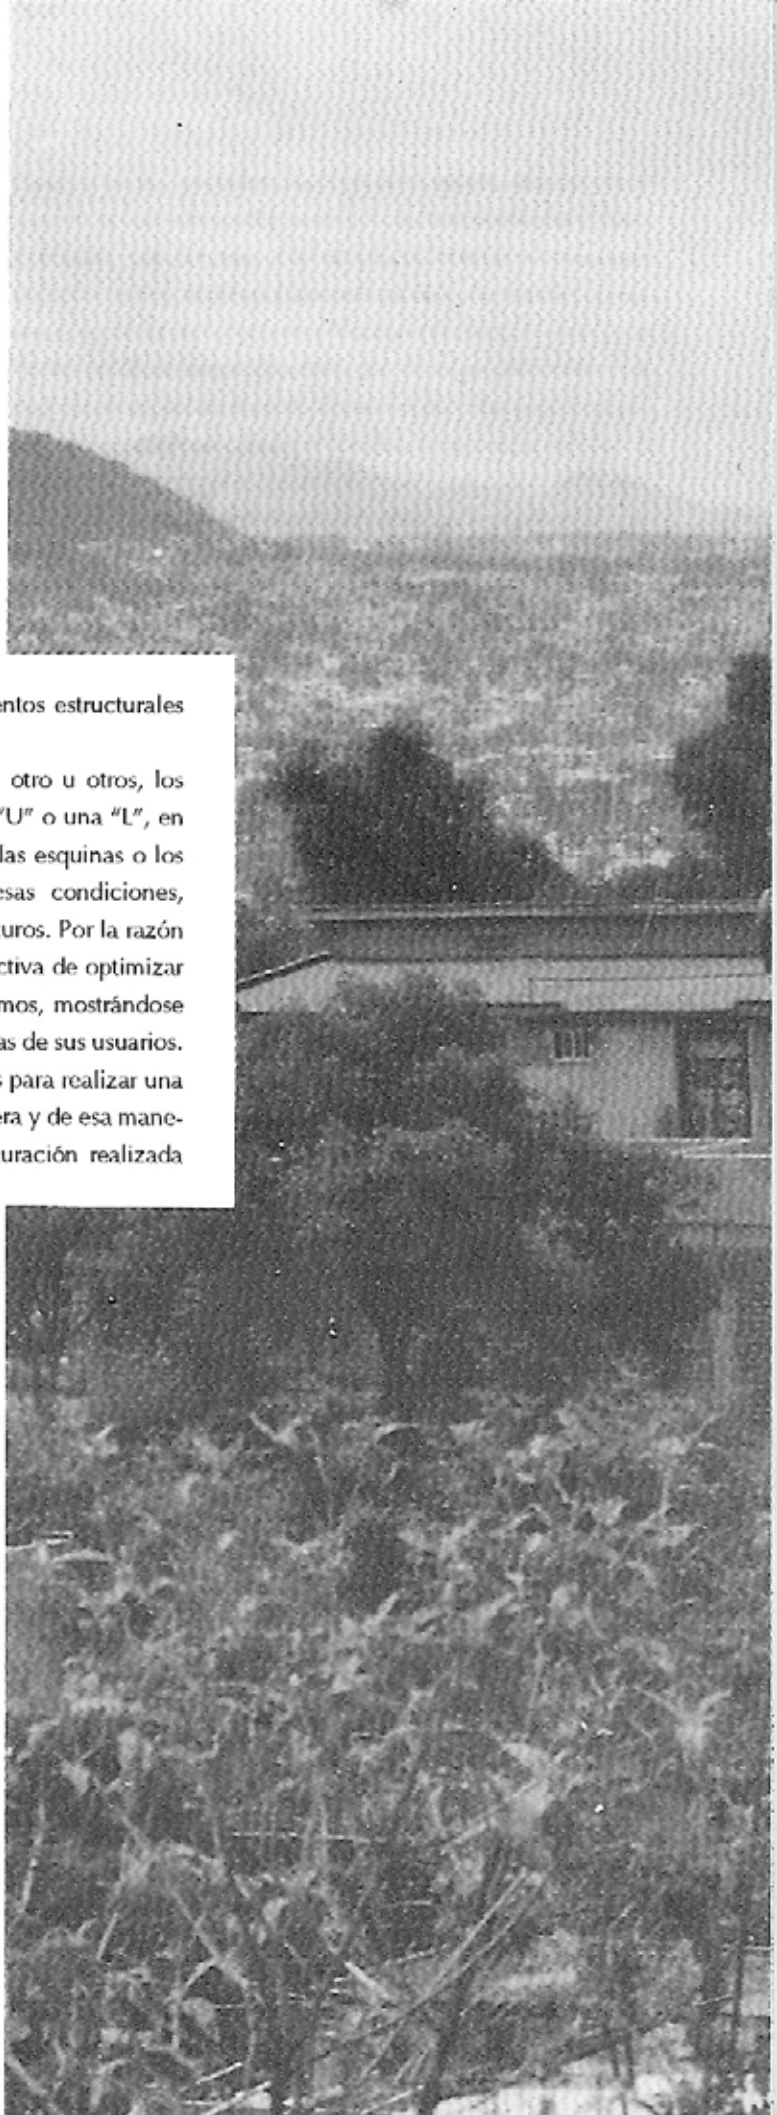 entos estructurales
otro u otros, los
"U" o una "L", en
las esquinas o los
esas condiciones,
uros. Por la razón
ctiva de optimizar
mos, mostrándose
as de sus usuarios.
s para realizar una
era y de esa mane-
uración realizada